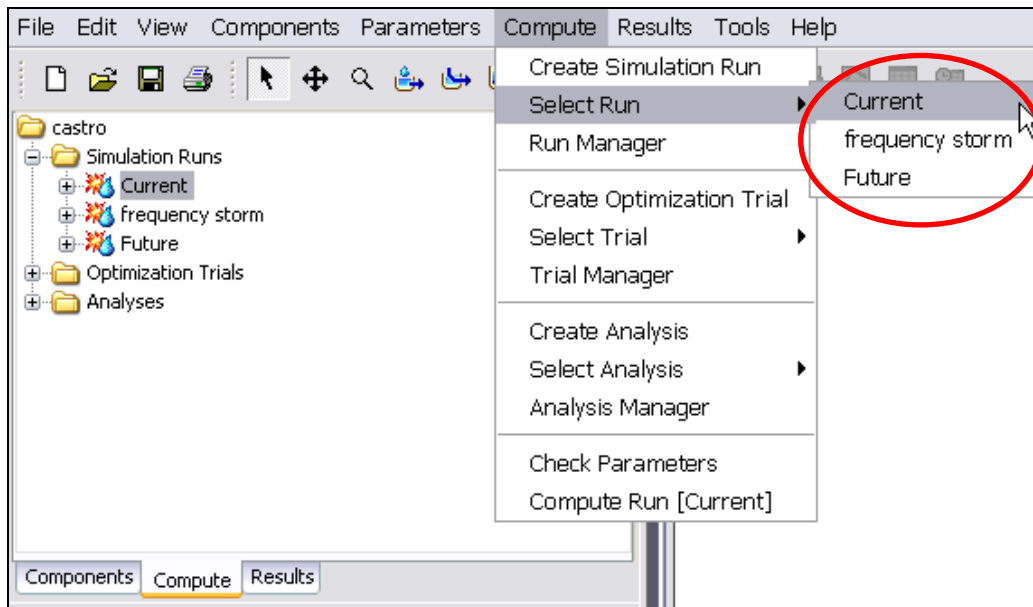 File Edit View Components Parameters Compute Results Tools Help
castro
Simulation Runs
Current
frequency storm
Future
Optimization Trials
Analyses
Create Simulation Run
Select Run
Run Manager
Create Optimization Trial
Select Trial
Trial Manager
Create Analysis
Select Analysis
Analysis Manager
Check Parameters
Compute Run [Current]
Current
frequency storm
Future
Components Compute Results